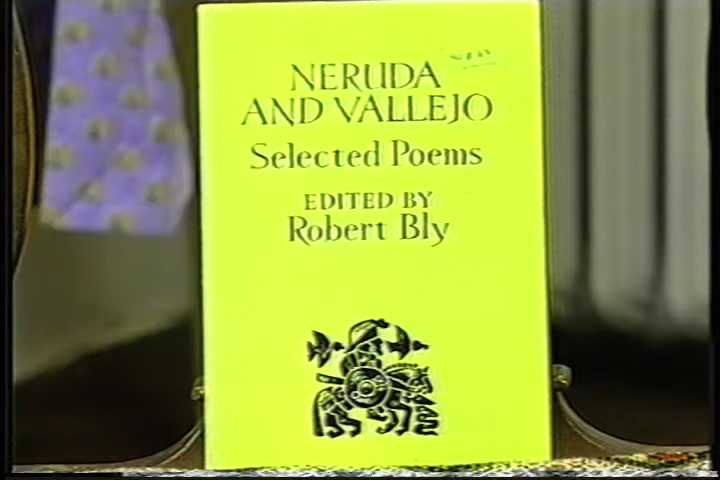 NERUDA
AND VALLEJO
Selected Poems
EDITED BY
Robert Bly